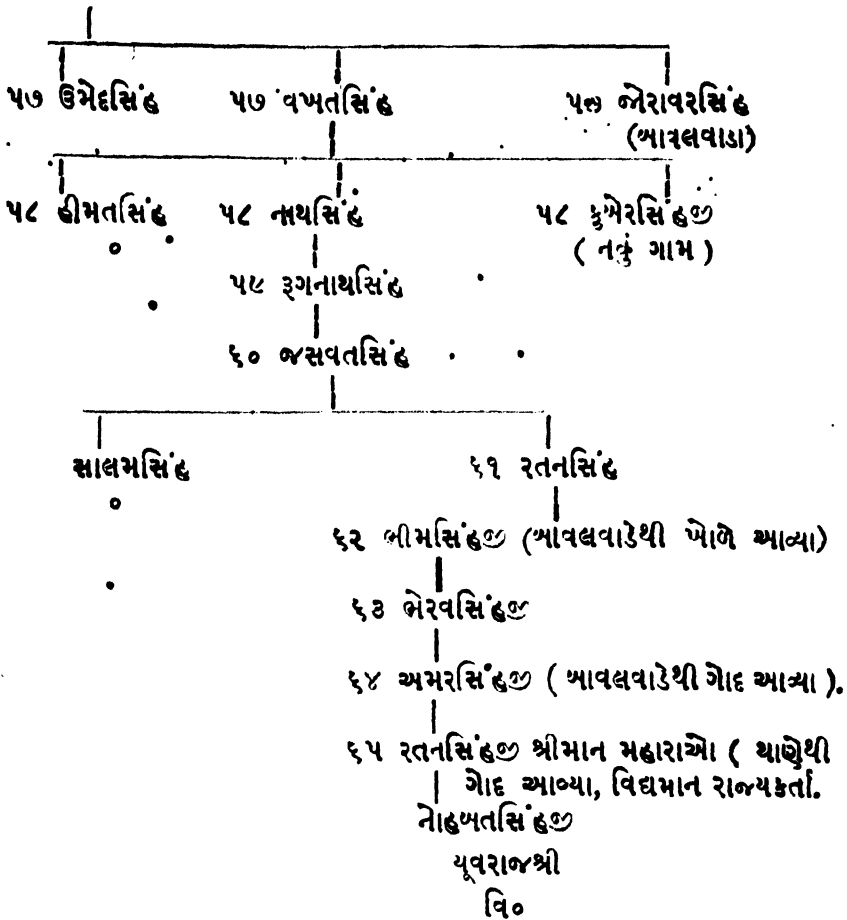 ૫૭ ઉમેદસિંહ ૫૭ વખતસિંહ ૫૭ જોરાવરસિંહ
(બાવલવાડા)
૫૮ હીમતસિંહ ૫૮ નાથસિંહ ૫૮ કુબેરસિંહજી
૦ ( નવું ગામ )
૫૯ રૂગનાથસિંહ
૬૦ જસવતસિંહ
સાલમસિંહ ૬૧ રતનસિંહ
૦
૬૨ ભીમસિંહજી (બાવલવાડેથી ખોળે આવ્યા)
૬૩ ભેરવસિંહજી
૬૪ અમરસિંહજી ( બાવલવાડેથી ગોદ આવ્યા ).
૬૫ રતનસિંહજી શ્રીમાન મહારાઓ ( થાણેથી
ગોદ આવ્યા, વિદ્યમાન રાજ્યકર્તા.
મોહબતસિંહજી
યૂવરાજશ્રી
વિ૦